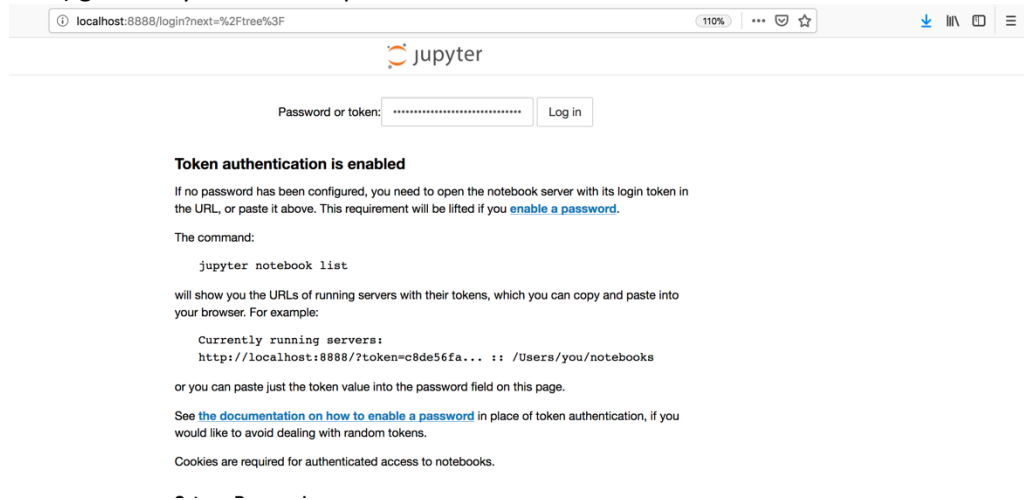 localhost:8888/login?next=%2Ftree%3F
110%
jupyter
Password or token:
Log in
Token authentication is enabled
If no password has been configured, you need to open the notebook server with its login token in
the URL, or paste it above. This requirement will be lifted if you enable a password.
The command:
jupyter notebook list
will show you the URLs of running servers with their tokens, which you can copy and paste into
your browser. For example:
Currently running servers:
http://localhost:8888/?token=c8de56fa... :: /Users/you/notebooks
or you can paste just the token value into the password field on this page.
See the documentation on how to enable a password in place of token authentication, if you
would like to avoid dealing with random tokens.
Cookies are required for authenticated access to notebooks.